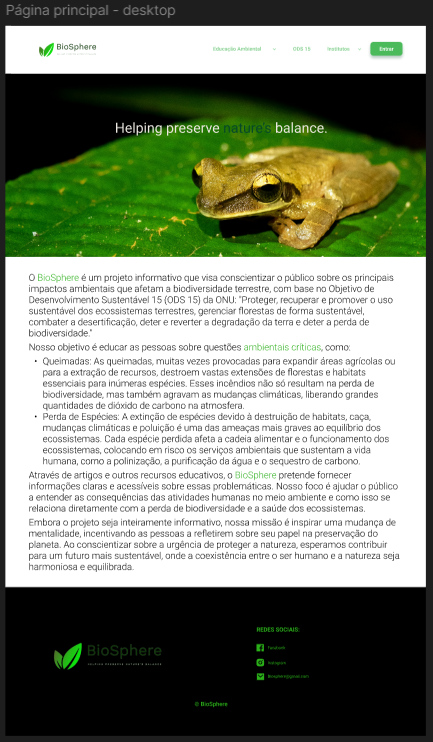 Página principal - desktop
BioSphere
Educação Ambiental
ODS 15
Institutos
Entrar
Helping preserve nature's balance.
O BioSphere é um projeto informativo que visa conscientizar o público sobre os principais
impactos ambientais que afetam a biodiversidade terrestre, com base no Objetivo de
Desenvolvimento Sustentável 15 (ODS 15) da ONU: "Proteger, recuperar e promover o uso
sustentável dos ecossistemas terrestres, gerenciar florestas de forma sustentável,
combater a desertificação, deter e reverter a degradação da terra e deter a perda de
biodiversidade."
Nosso objetivo é educar as pessoas sobre questões ambientais críticas, como:
• Queimadas: As queimadas, muitas vezes provocadas para expandir áreas agrícolas ou
para a extração de recursos, destroem vastas extensões de florestas e habitats
essenciais para inúmeras espécies. Esses incêndios não só resultam na perda de
biodiversidade, mas também agravam as mudanças climáticas, liberando grandes
quantidades de dióxido de carbono na atmosfera.
• Perda de Espécies: A extinção de espécies devido à destruição de habitats, caça,
mudanças climáticas e poluição é uma das ameaças mais graves ao equilíbrio dos
ecossistemas. Cada espécie perdida afeta a cadeia alimentar e o funcionamento dos
ecossistemas, colocando em risco os serviços ambientais que sustentam a vida
humana, como a polinização, a purificação da água e o sequestro de carbono.
Através de artigos e outros recursos educativos, o BioSphere pretende fornecer
informações claras e acessíveis sobre essas problemáticas. Nosso foco é ajudar o público
a entender as consequências das atividades humanas no meio ambiente e como isso se
relaciona diretamente com a perda de biodiversidade e a saúde dos ecossistemas.
Embora o projeto seja inteiramente informativo, nossa missão é inspirar uma mudança de
mentalidade, incentivando as pessoas a refletirem sobre seu papel na preservação do
planeta. Ao conscientizar sobre a urgência de proteger a natureza, esperamos contribuir
para um futuro mais sustentável, onde a coexistência entre o ser humano e a natureza seja
harmoniosa e equilibrada.
BioSphere
HELPING PRESERVE NATURE'S BALANCE
REDES SOCIAIS:
Facebook
Instagram
Biosphere@gmail.com
© BioSphere